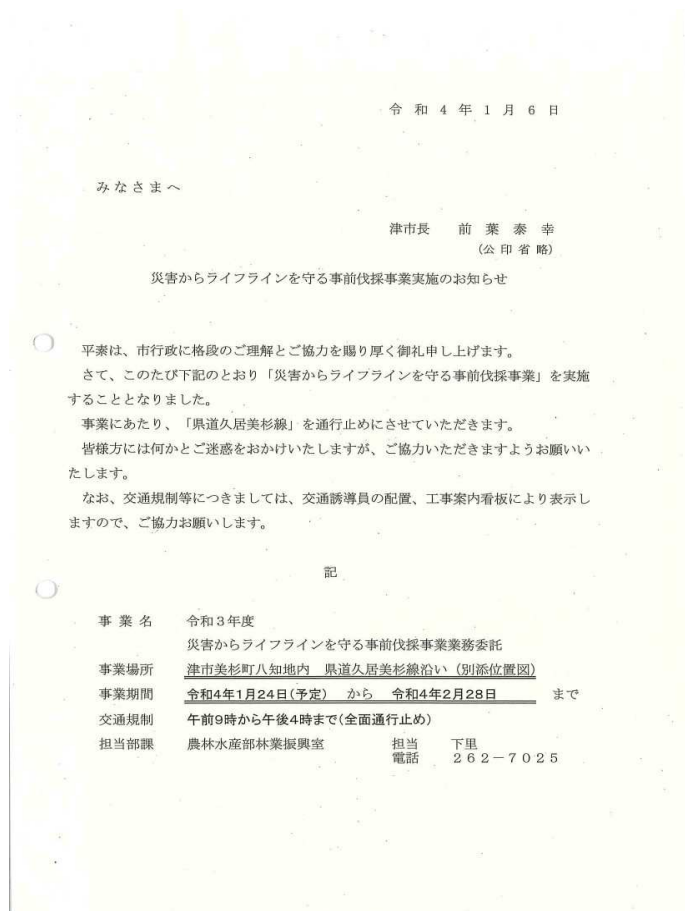 令和4年1月6日
みなさまへ
津市長　前葉泰幸
（公印省略）
災害からライフラインを守る事前伐採事業実施のお知らせ
平素は、市行政に格段のご理解とご協力を賜り厚く御礼申し上げます。
さて、このたび下記のとおり「災害からライフラインを守る事前伐採事業」を実施
することとなりました。
事業にあたり、「県道久居美杉線」を通行止めにさせていただきます。
皆様方には何かとご迷惑をおかけいたしますが、ご協力いただきますようお願いい
たします。
なお、交通規制等につきましては、交通誘導員の配置、工事案内看板により表示し
ますので、ご協力お願いします。
記
事業名　令和３年度
災害からライフラインを守る事前伐採事業業務委託
事業場所　津市美杉町八知地内　県道久居美杉線沿い（別添位置図）
事業期間　令和4年1月24日(予定)　から　令和4年2月28日　まで
交通規制　午前9時から午後4時まで(全面通行止め)
担当部課　農林水産部林業振興室　担当　下里
電話　２６２－７０２５